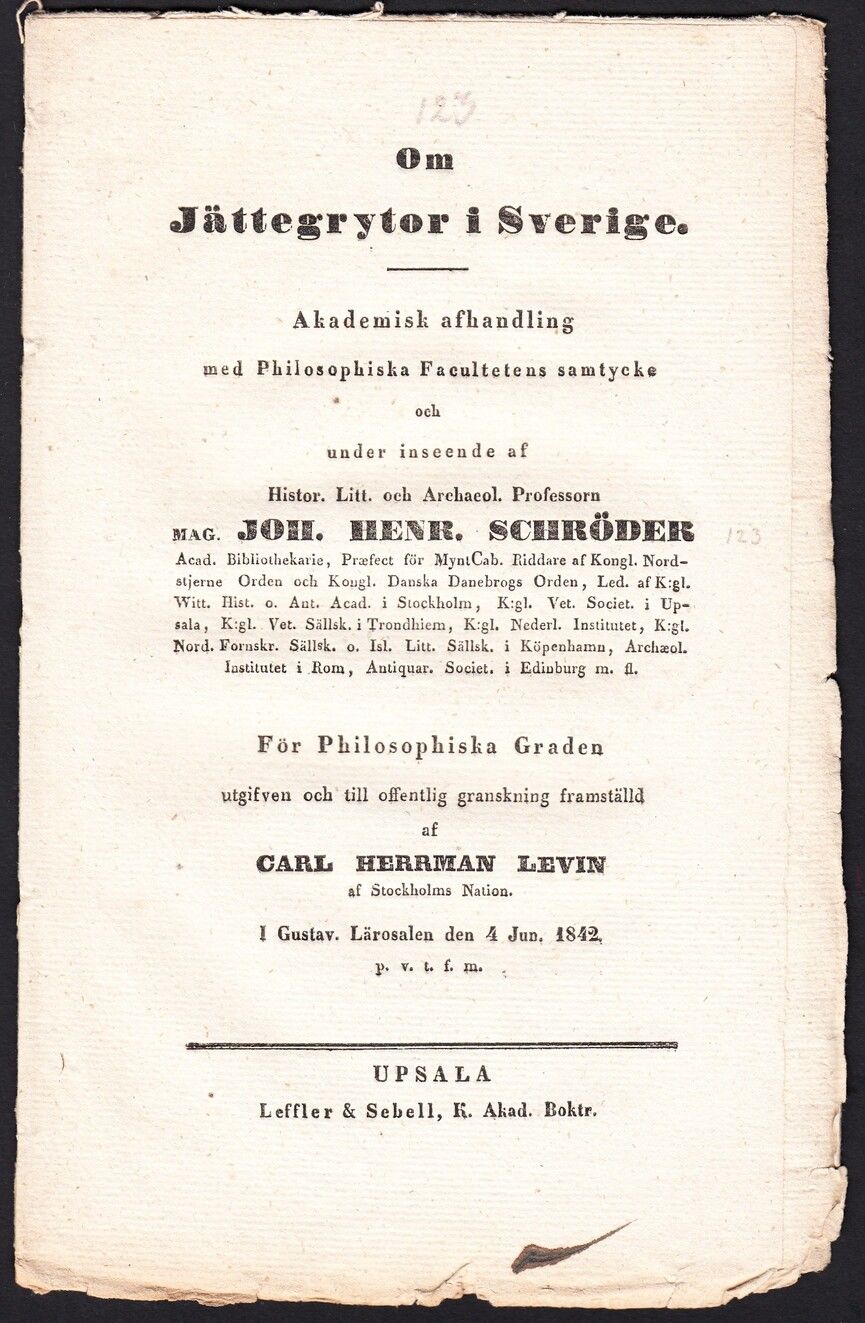 123
Om
Jättegrytor i Sverige.
Akademisk afhandling
med Philosophiska Facultetens samtycke
och
under inseende af
Histor. Litt. och Archaeol. Professorn
MAG. JOH. HENR. SCHRÖDER 123
Acad. Bibliothekarie, Præfect för MyntCab. Riddare af Kongl. Nord-
stjerne Orden och Kongl. Danska Danebrogs Orden, Led. af K:gl.
Witt. Hist. o. Ant. Acad. i Stockholm, K:gl. Vet. Societ. i Up-
sala, K:gl. Vet. Sällsk. i Trondhiem, K:gl. Nederl. Institutet, K:gl.
Nord. Fornskr. Sällsk. o. Isl. Litt. Sällsk. i Köpenhamn, Archæol.
Institutet i Rom, Antiquar. Societ. i Edinburg m. fl.
För Philosophiska Graden
utgifven och till offentlig granskning framställd
af
CARL HERRMAN LEVIN
af Stockholms Nation.
I Gustav. Lärosalen den 4 Jun. 1842.
p. v. t. f. m.
UPSALA
Leffler & Sebell, K. Akad. Boktr.